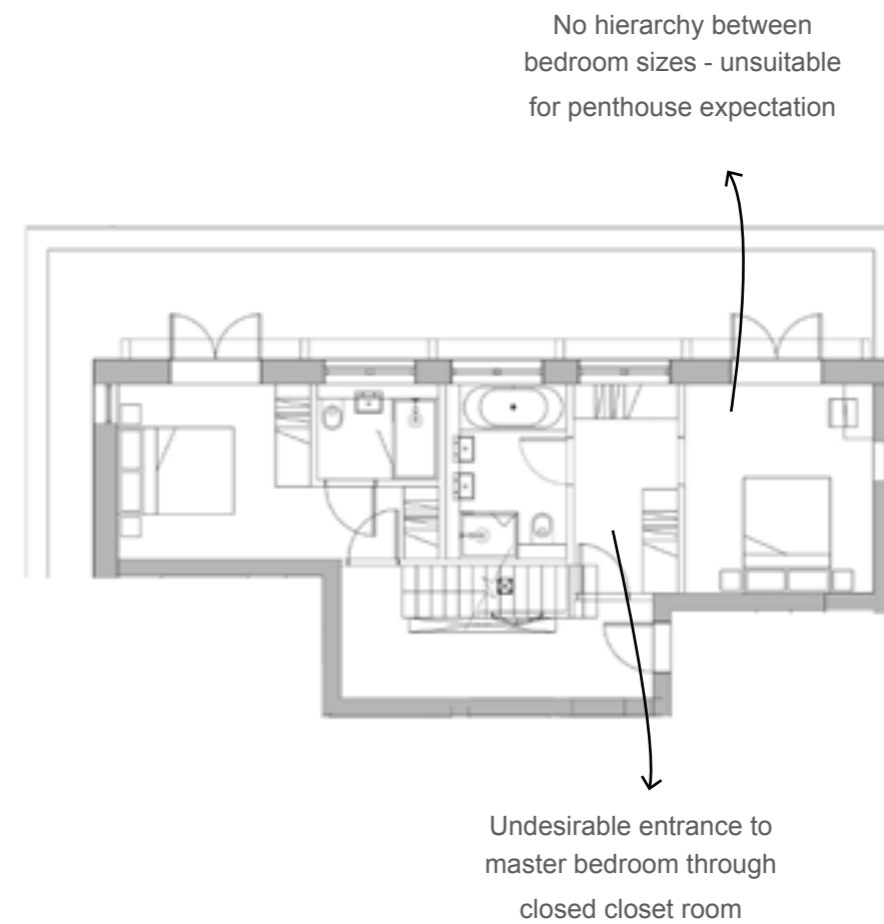 No hierarchy between
bedroom sizes - unsuitable
for penthouse expectation
Undesirable entrance to
master bedroom through
closed closet room